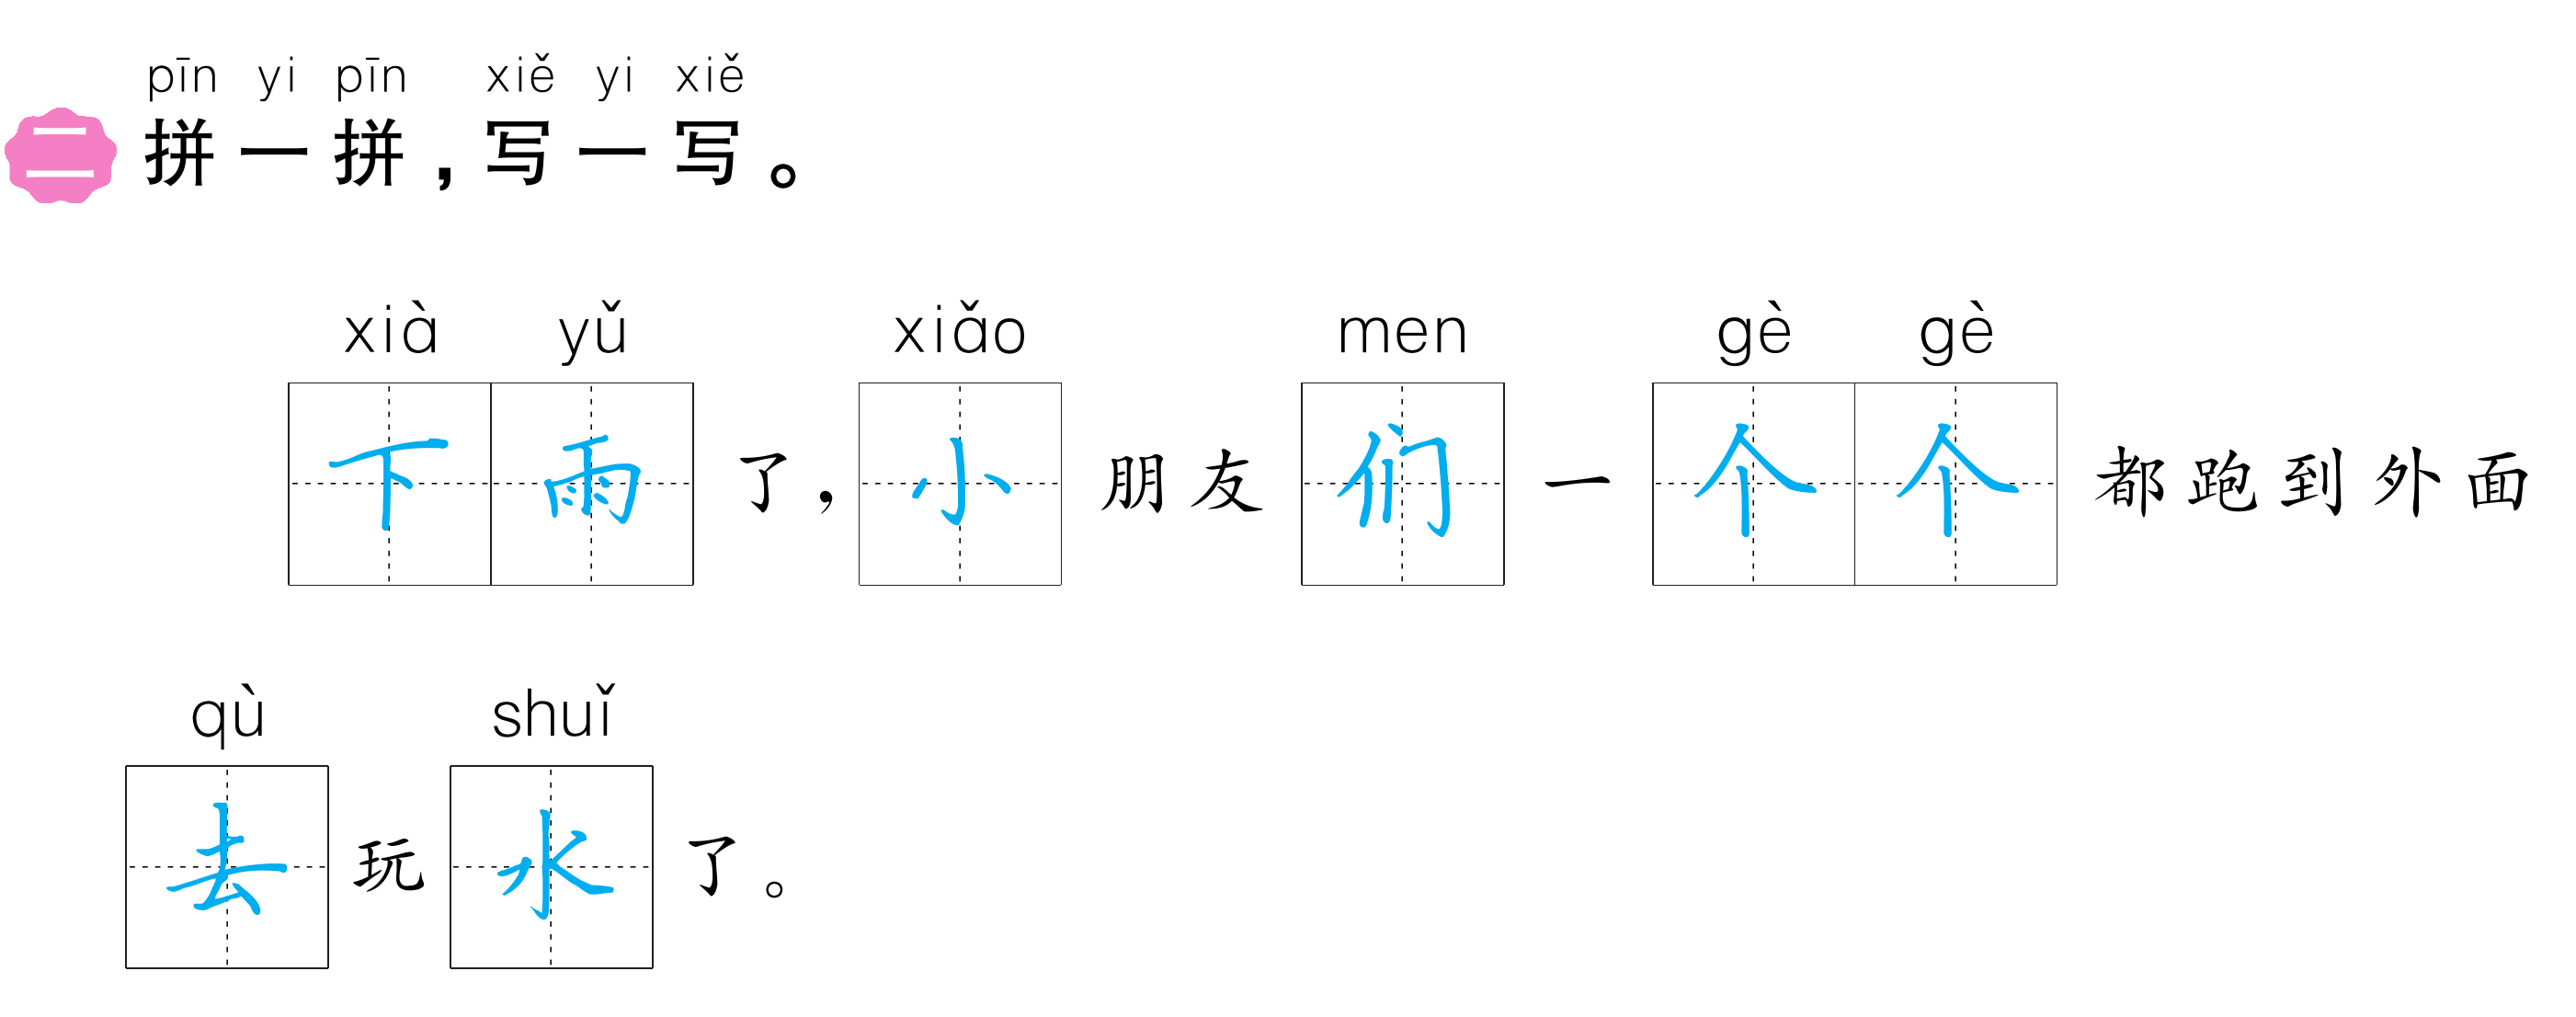 pīn yi pīn xiě yi xiě
二 拼一拼，写一写。
xià yǔ xiǎo men gè gè
下雨了，小朋友们一个个都跑到外面
qù shuǐ
去玩水了。